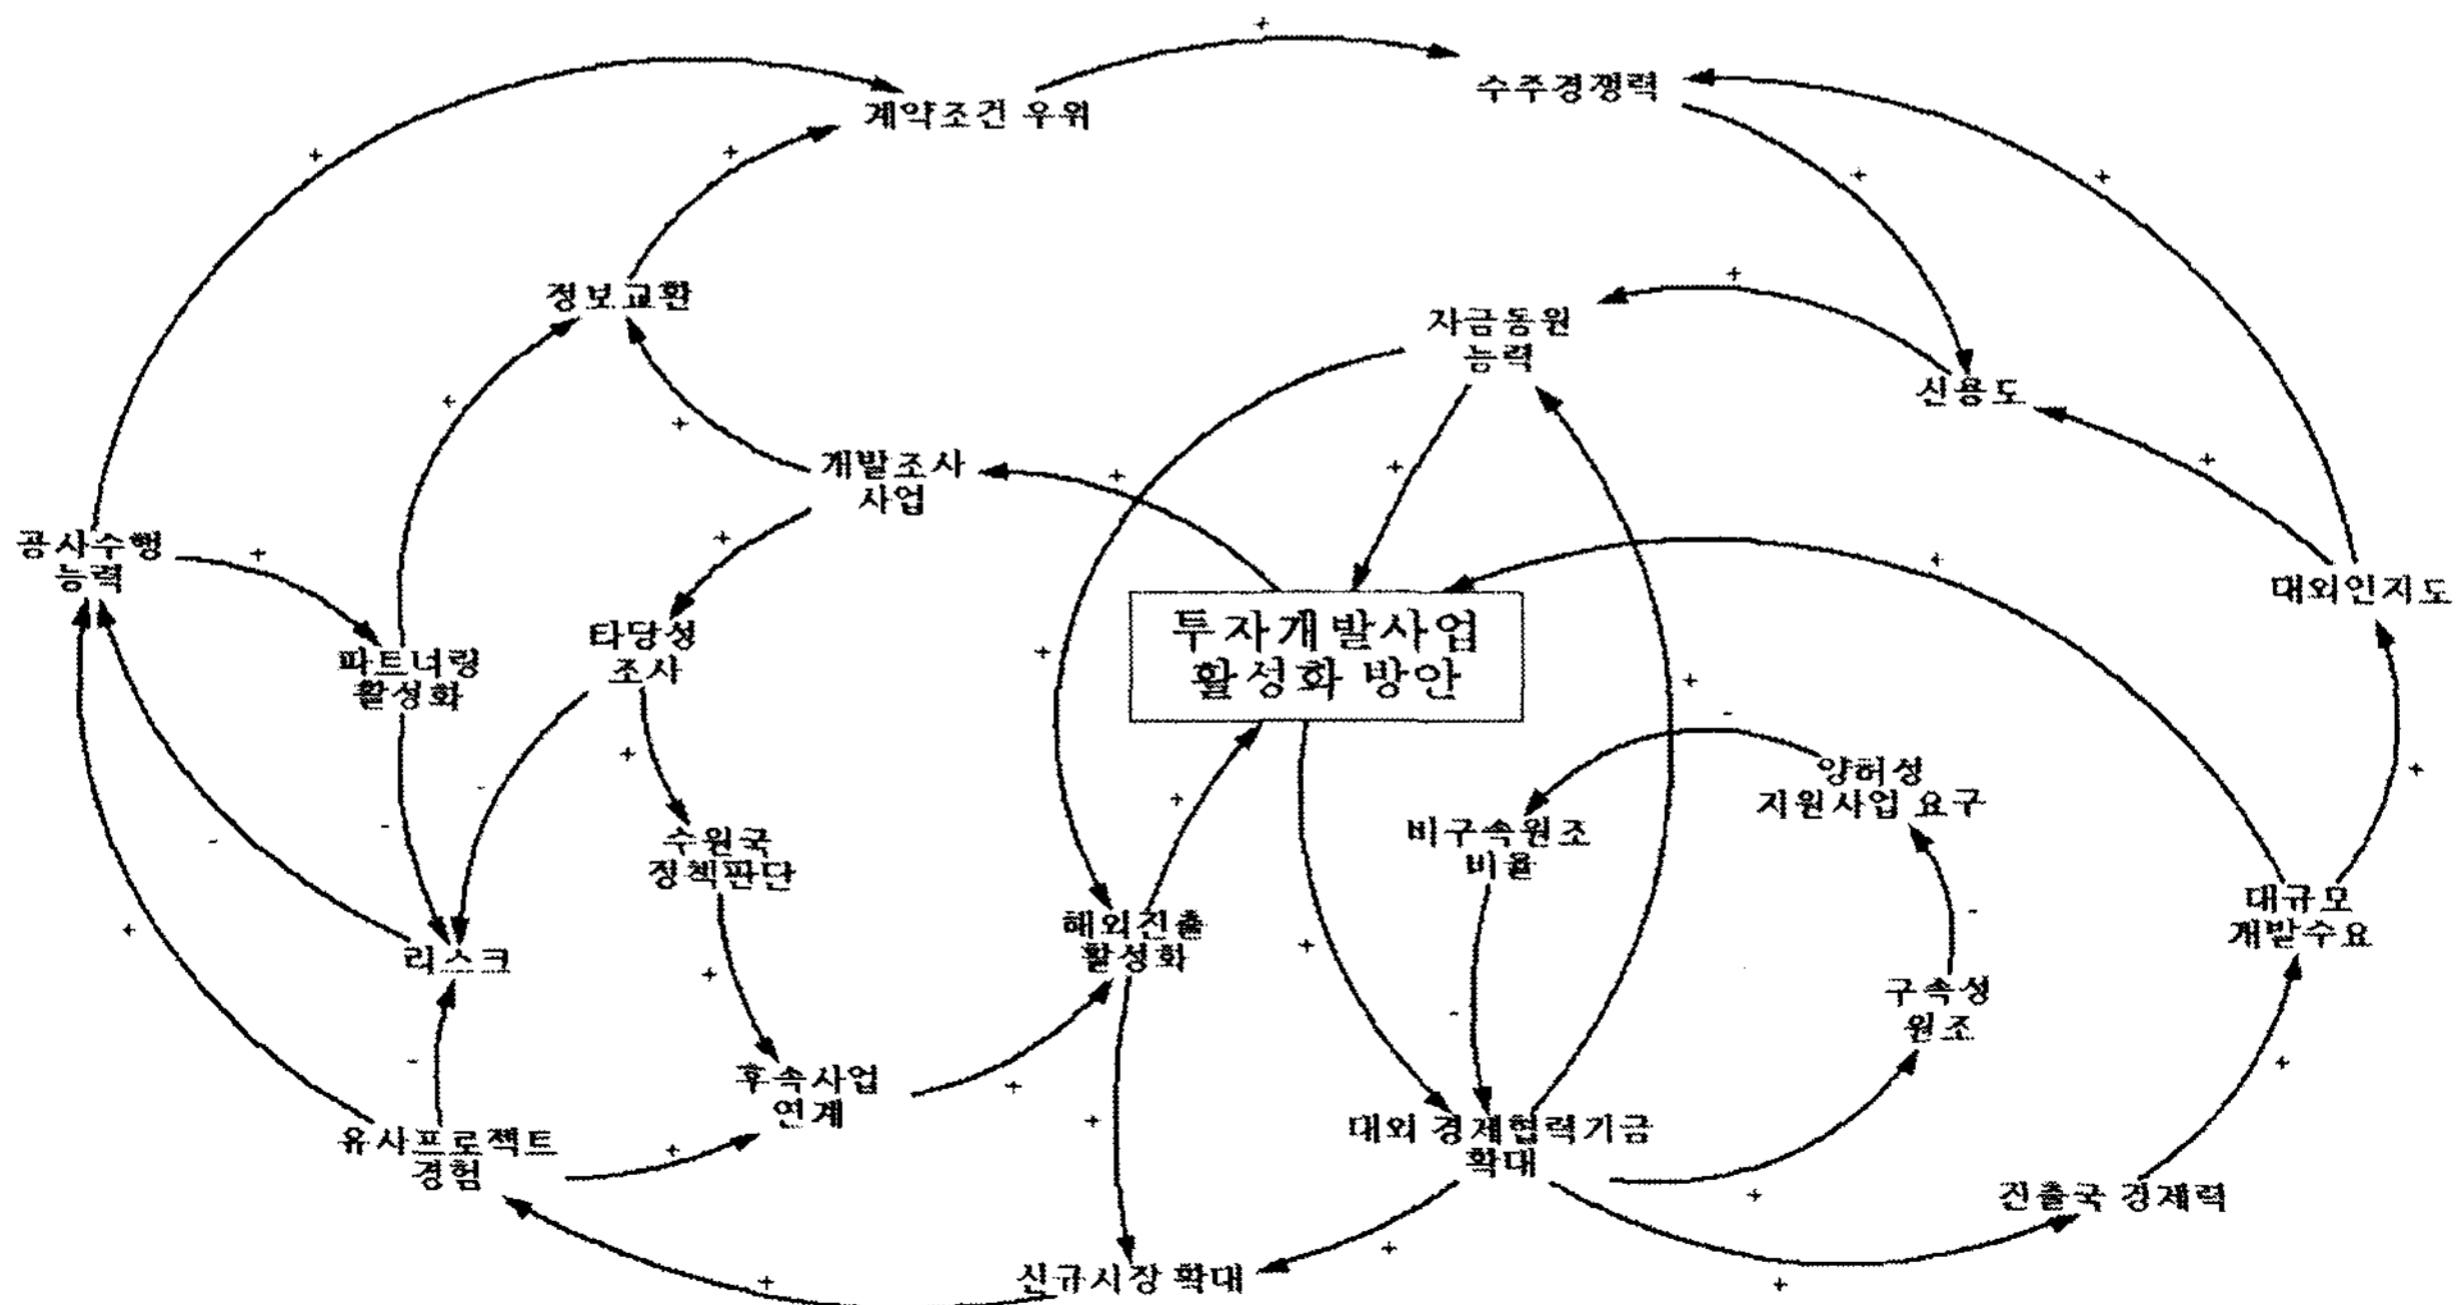 계약조건 우위
수주경쟁력
정보교환
자금동원
능력
신용도
개발조사
사업
공사수행
능력
대외인지도
투자개발사업
활성화 방안
타당성
조사
파트너링
활성화
양허성
지원사업 요구
비구속원조
비율
수원국
정책판단
대규모
개발수요
해외진출
활성화
리스크
구속성
원조
후속사업
연계
대외 경제협력기금
확대
유사프로젝트
경험
진출국 경제력
신규시장 확대